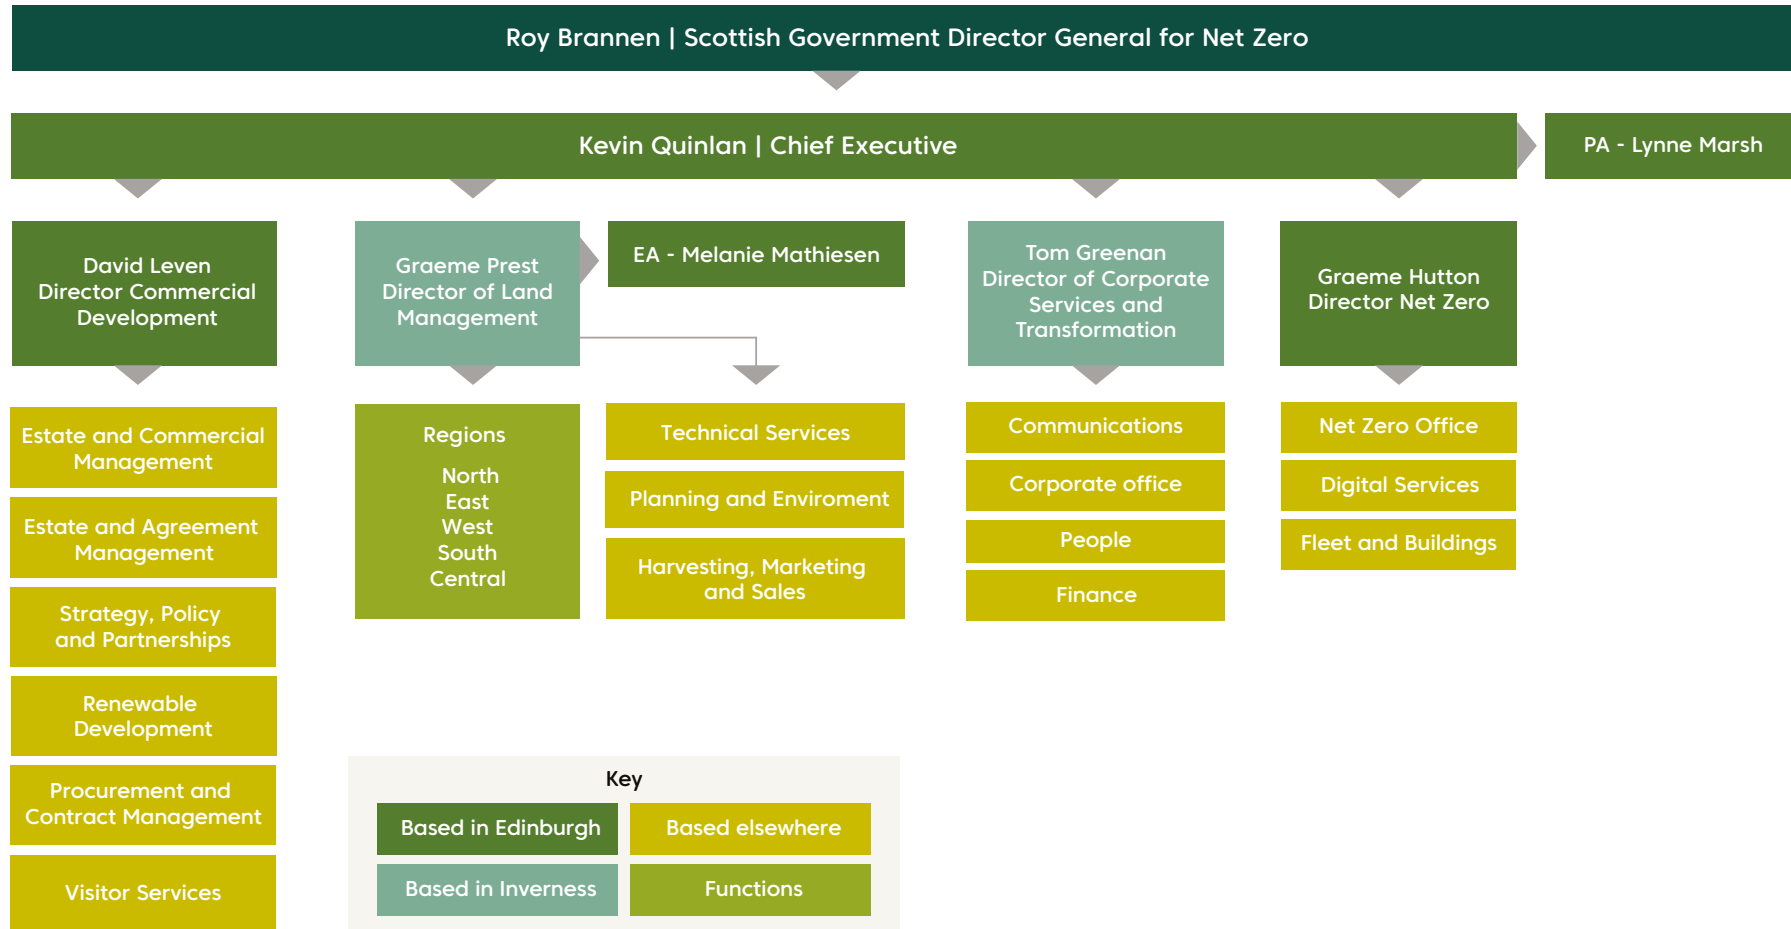 Roy Brannen | Scottish Government Director General for Net Zero
Kevin Quinlan | Chief Executive
PA - Lynne Marsh
David Leven
Director Commercial
Development
Graeme Prest
Director of Land
Management
EA - Melanie Mathiesen
Tom Greenan
Director of Corporate
Services and
Transformation
Graeme Hutton
Director Net Zero
Estate and Commercial
Management
Estate and Agreement
Management
Strategy, Policy
and Partnerships
Renewable
Development
Procurement and
Contract Management
Visitor Services
Regions
North
East
West
South
Central
Technical Services
Planning and Enviroment
Harvesting, Marketing
and Sales
Communications
Corporate office
People
Finance
Net Zero Office
Digital Services
Fleet and Buildings
Key
Based in Edinburgh
Based elsewhere
Based in Inverness
Functions